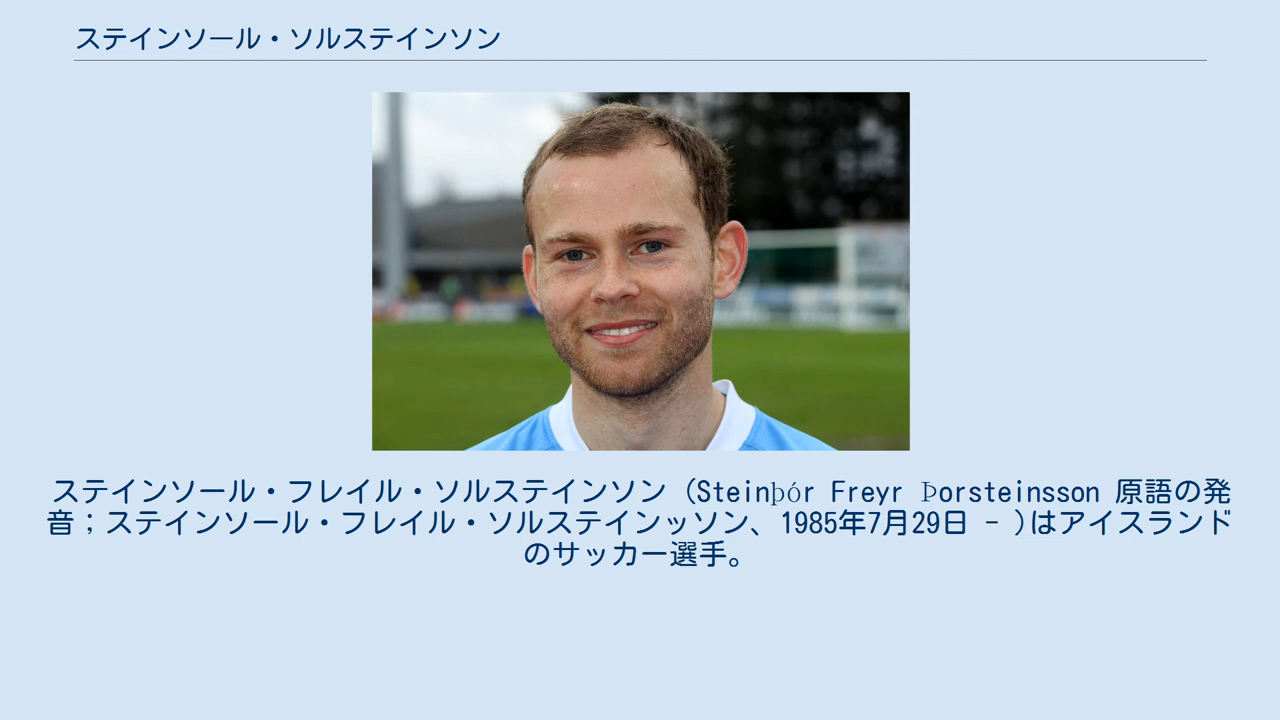 ステインソール・ソルステインソン
ステインソール・フレイル・ソルステインソン（Steinþór Freyr Þorsteinsson 原語の発
音；ステインソール・フレイル・ソルステインッソン、1985年7月29日 - )はアイスランド
のサッカー選手。